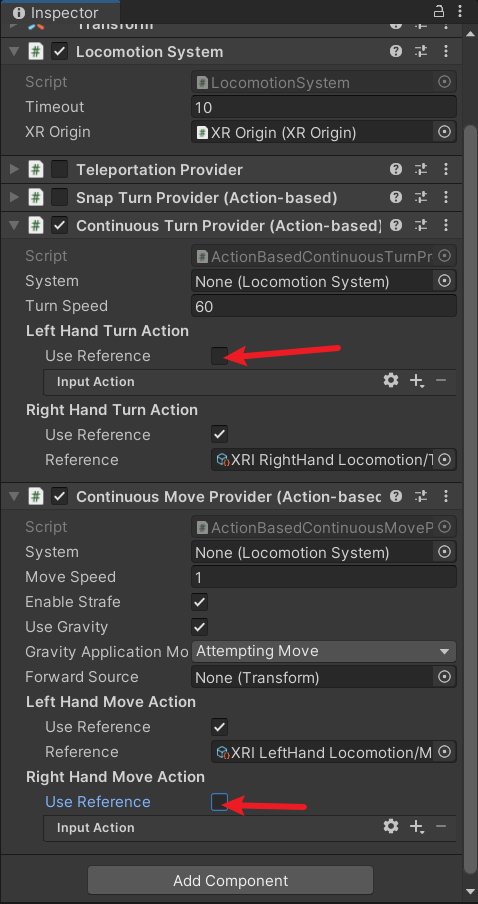 Inspector
Transform
Locomotion System
Script LocomotionSystem
Timeout 10
XR Origin XR Origin (XR Origin)
Teleportation Provider
Snap Turn Provider (Action-based)
Continuous Turn Provider (Action-based)
Script ActionBasedContinuousTurnPr
System None (Locomotion System)
Turn Speed 60
Left Hand Turn Action
Use Reference
Input Action
Right Hand Turn Action
Use Reference
Reference XRI RightHand Locomotion/T
Continuous Move Provider (Action-based
Script ActionBasedContinuousMoveP
System None (Locomotion System)
Move Speed 1
Enable Strafe
Use Gravity
Gravity Application Mo Attempting Move
Forward Source None (Transform)
Left Hand Move Action
Use Reference
Reference XRI LeftHand Locomotion/M
Right Hand Move Action
Use Reference
Input Action
Add Component